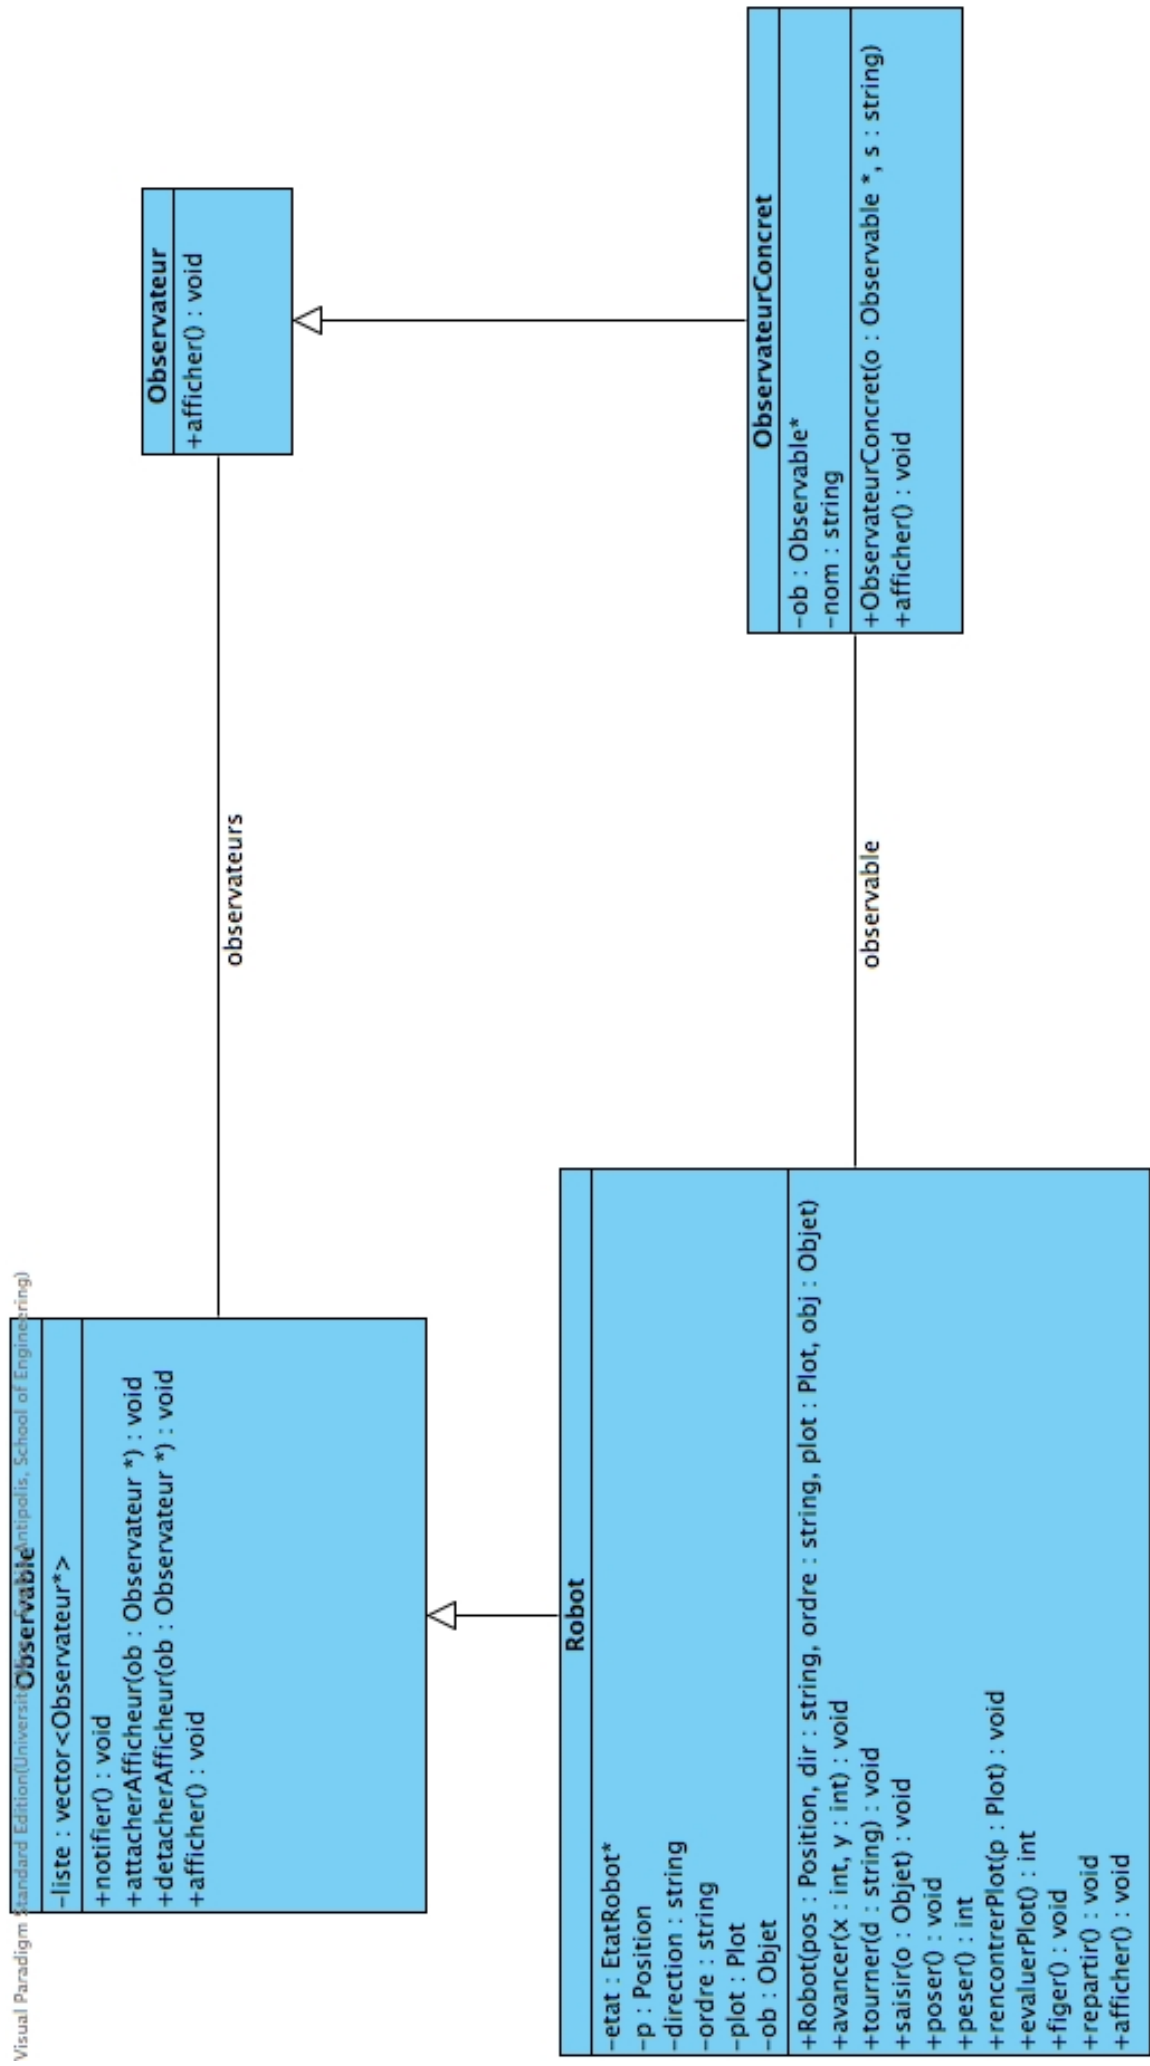 Visual Paradigm Standard Edition(Université Nice Sophia Antipolis, School of Engineering)
Observable
-liste : vector<Observateur*>
+notifier() : void
+attacherAfficheur(ob : Observateur *) : void
+detacherAfficheur(ob : Observateur *) : void
+afficher() : void
observateurs
Observateur
+afficher() : void
Robot
-etat : EtatRobot*
-p : Position
-direction : string
-ordre : string
-plot : Plot
-ob : Objet
+Robot(pos : Position, dir : string, ordre : string, plot : Plot, obj : Objet)
+avancer(x : int, y : int) : void
+tourner(d : string) : void
+saisir(o : Objet) : void
+poser() : void
+peser() : int
+rencontrerPlot(p : Plot) : void
+evaluerPlot() : int
+figer() : void
+repartir() : void
+afficher() : void
observable
ObservateurConcret
-ob : Observable*
-nom : string
+ObservateurConcret(o : Observable *, s : string)
+afficher() : void